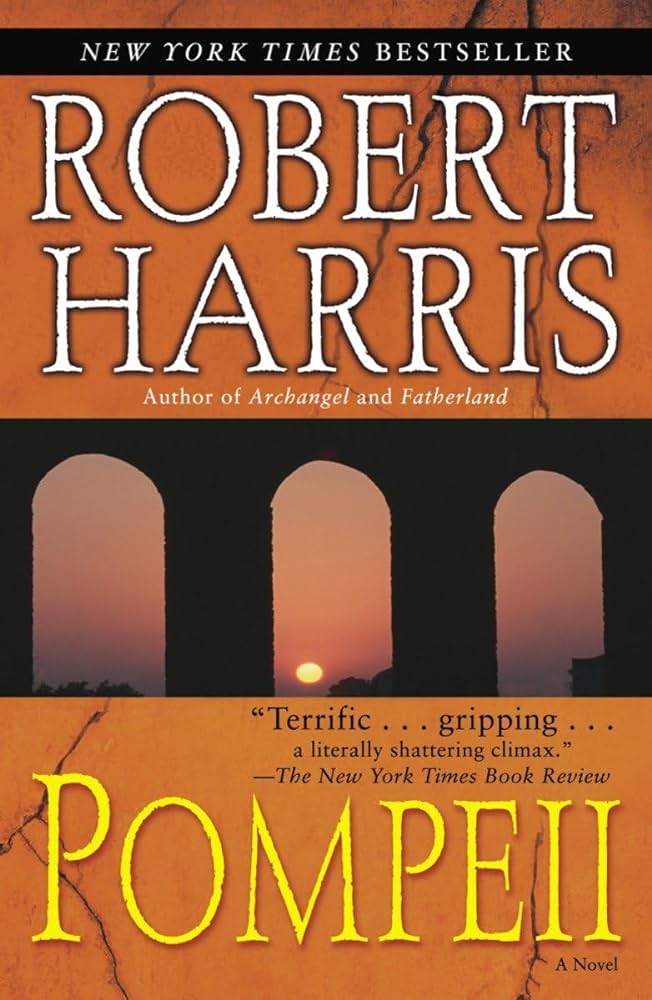 NEW YORK TIMES BESTSELLER
ROBERT
HARRIS
Author of Archangel and Fatherland
“Terrific . . . gripping . . .
a literally shattering climax.”
—The New York Times Book Review
POMPEII
A Novel